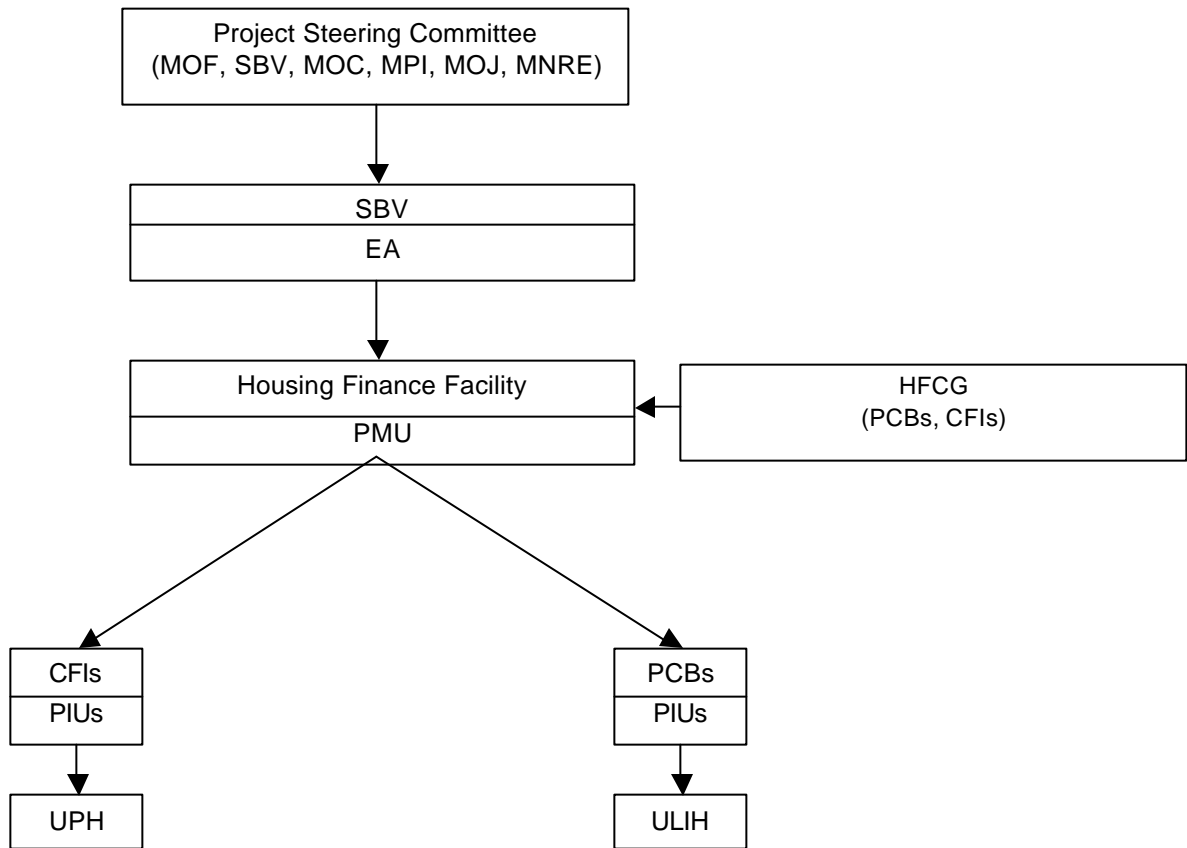 Project Steering Committee
(MOF, SBV, MOC, MPI, MOJ, MNRE)
SBV
EA
Housing Finance Facility
PMU
HFCG
(PCBs, CFIs)
CFIs
PIUs
PCBs
PIUs
UPH
ULIH